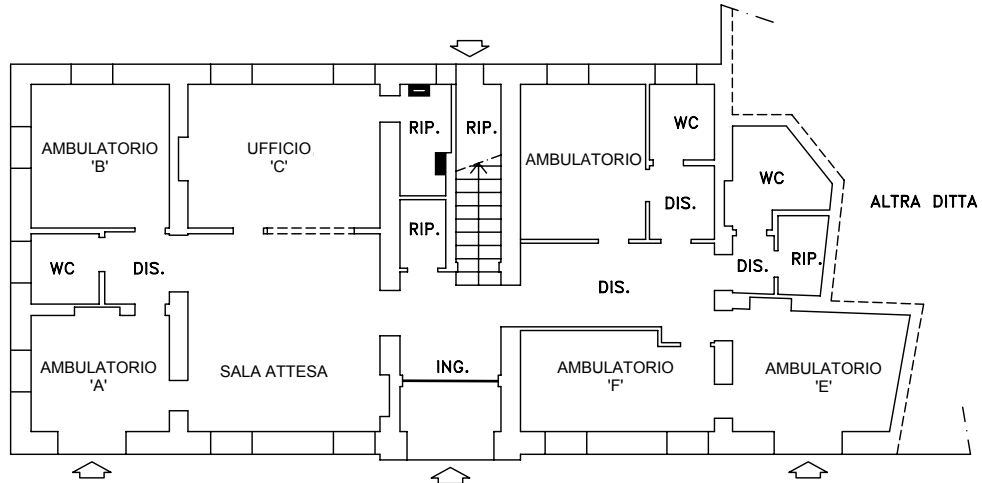 AMBULATORIO
'B'
UFFICIO
'C'
RIP.
RIP.
AMBULATORIO
WC
WC
ALTRA DITTA
DIS.
RIP.
WC
DIS.
DIS.
DIS.
RIP.
AMBULATORIO
'A'
SALA ATTESA
ING.
AMBULATORIO
'F'
AMBULATORIO
'E'